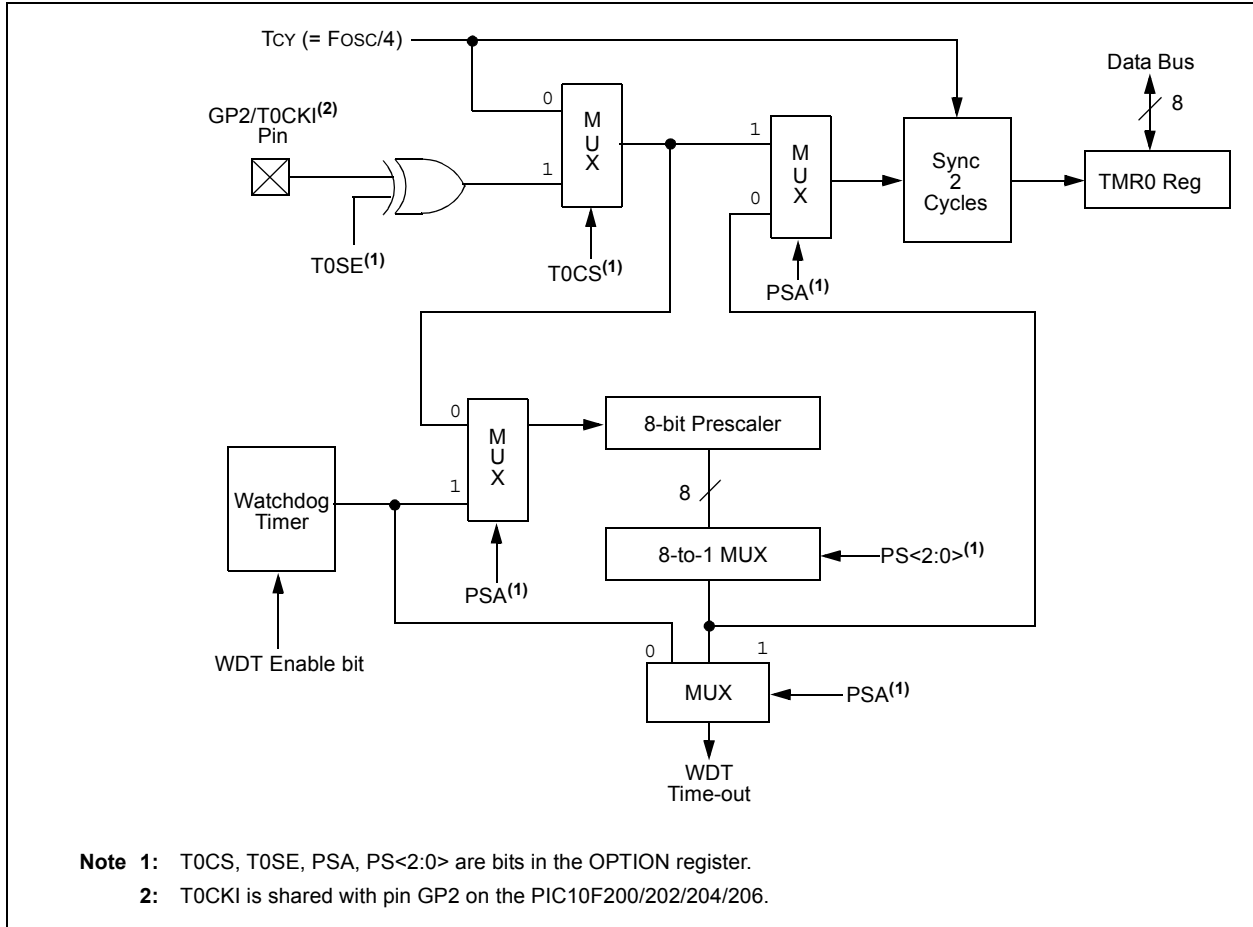 TCY (= FOSC/4)
Data Bus
8
GP2/T0CKI(2)
Pin
0
1
M
U
X
1
0
M
U
X
Sync
2
Cycles
TMR0 Reg
T0SE(1)
T0CS(1)
PSA(1)
0
1
M
U
X
8-bit Prescaler
8
Watchdog
Timer
8-to-1 MUX
PS<2:0>(1)
PSA(1)
WDT Enable bit
0
1
MUX
PSA(1)
WDT
Time-out
Note 1: T0CS, T0SE, PSA, PS<2:0> are bits in the OPTION register.
2: T0CKI is shared with pin GP2 on the PIC10F200/202/204/206.